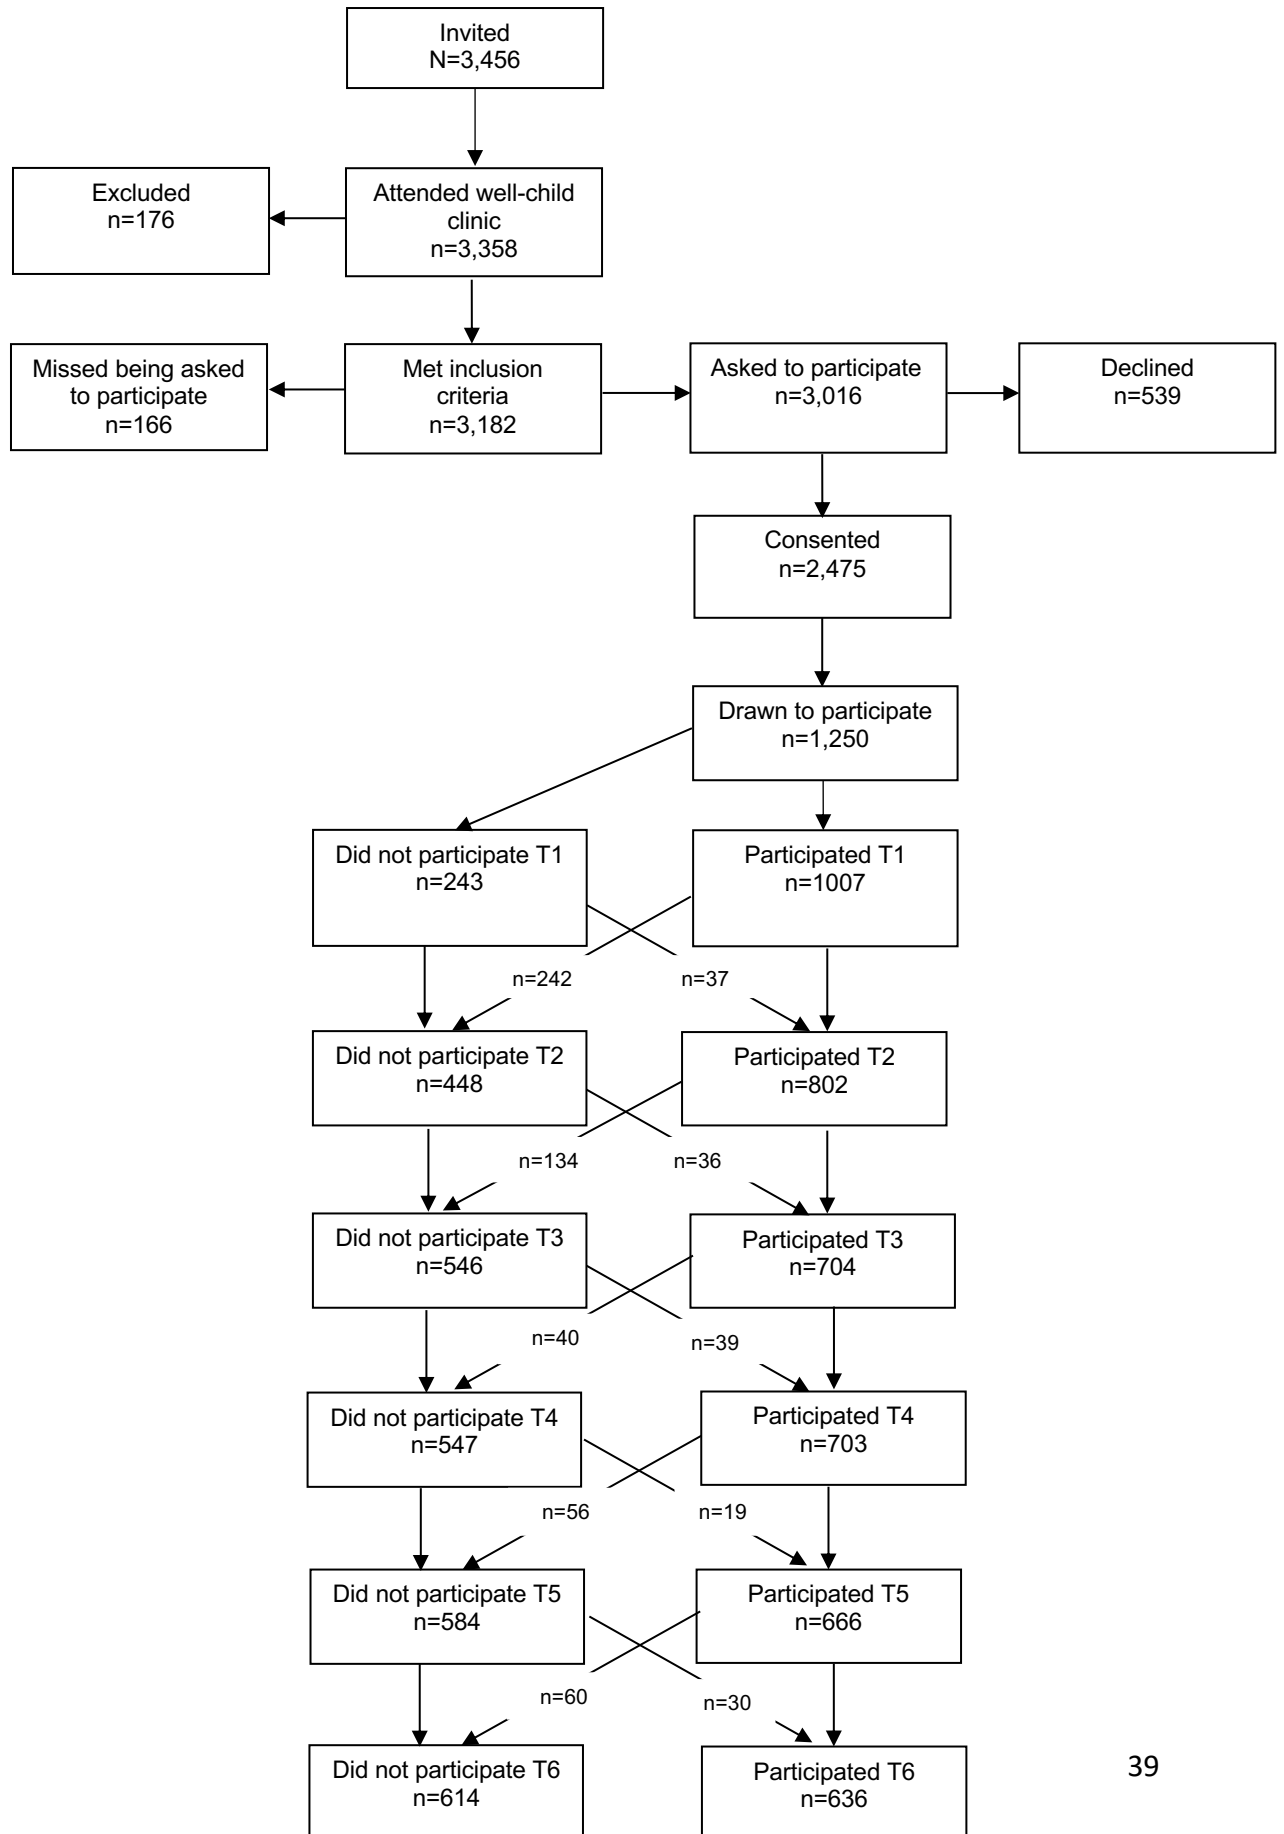 Invited
N=3,456
Excluded
n=176
Attended well-child
clinic
n=3,358
Missed being asked
to participate
n=166
Met inclusion
criteria
n=3,182
Asked to participate
n=3,016
Declined
n=539
Consented
n=2,475
Drawn to participate
n=1,250
Did not participate T1
n=243
Participated T1
n=1007
n=242
n=37
Did not participate T2
n=448
Participated T2
n=802
n=134
n=36
Did not participate T3
n=546
Participated T3
n=704
n=40
n=39
Did not participate T4
n=547
Participated T4
n=703
n=56
n=19
Did not participate T5
n=584
Participated T5
n=666
n=60
n=30
Did not participate T6
n=614
Participated T6
n=636
39